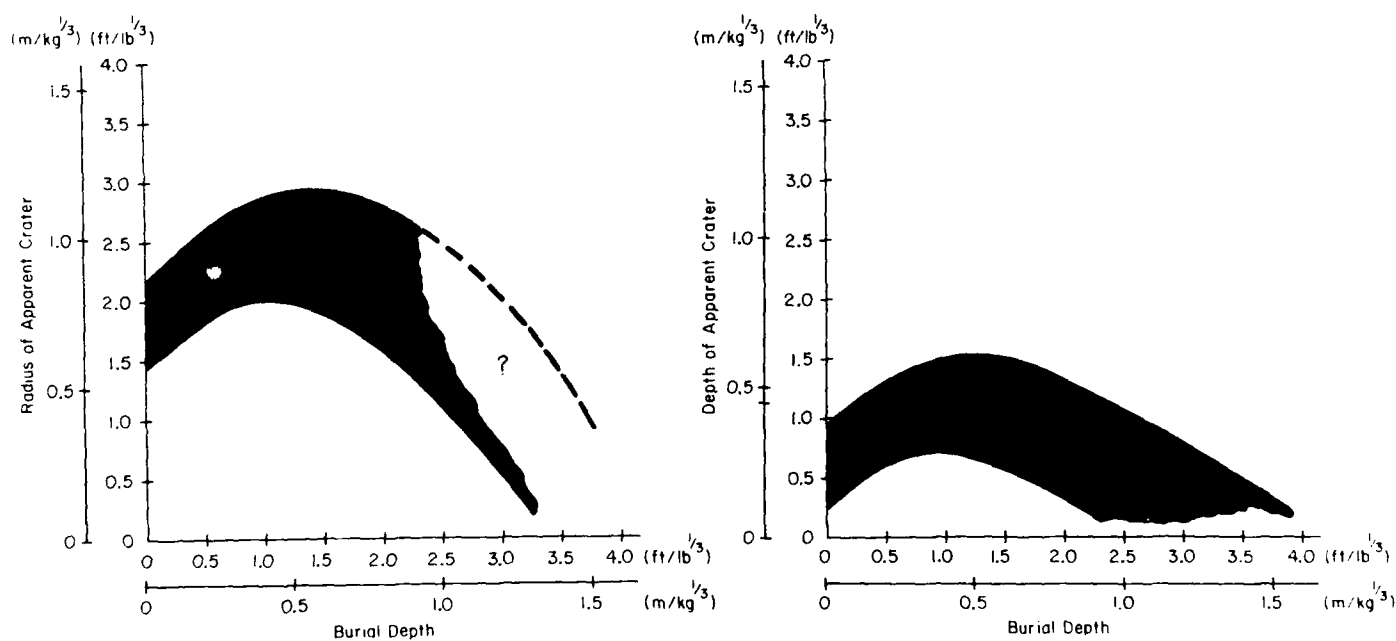 (m/kg^1/3) (ft/lb^1/3)
4.0
1.5
3.5
3.0
2.5
1.0
2.0
1.5
0.5
1.0
0.5
0
0
Radius of Apparent Crater
?
0 0.5 1.0 1.5 2.0 2.5 3.0 3.5 4.0 (ft/lb^1/3)
0 0.5 1.0 1.5 (m/kg^1/3)
Burial Depth
(m/kg^1/3) (ft/lb^1/3)
4.0
1.5
3.5
3.0
2.5
1.0
2.0
1.5
0.5
1.0
0.5
0
0
Depth of Apparent Crater
0 0.5 1.0 1.5 2.0 2.5 3.0 3.5 4.0 (ft/lb^1/3)
0 0.5 1.0 1.5 (m/kg^1/3)
Burial Depth